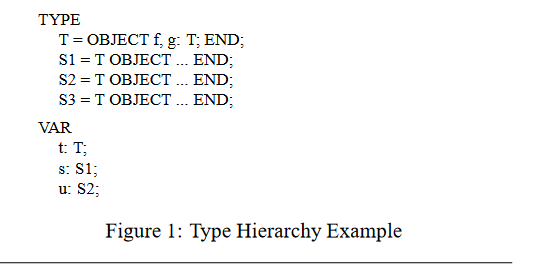 TYPE
T = OBJECT f, g: T; END;
S1 = T OBJECT ... END;
S2 = T OBJECT ... END;
S3 = T OBJECT ... END;
VAR
t: T;
s: S1;
u: S2;
Figure 1: Type Hierarchy Example